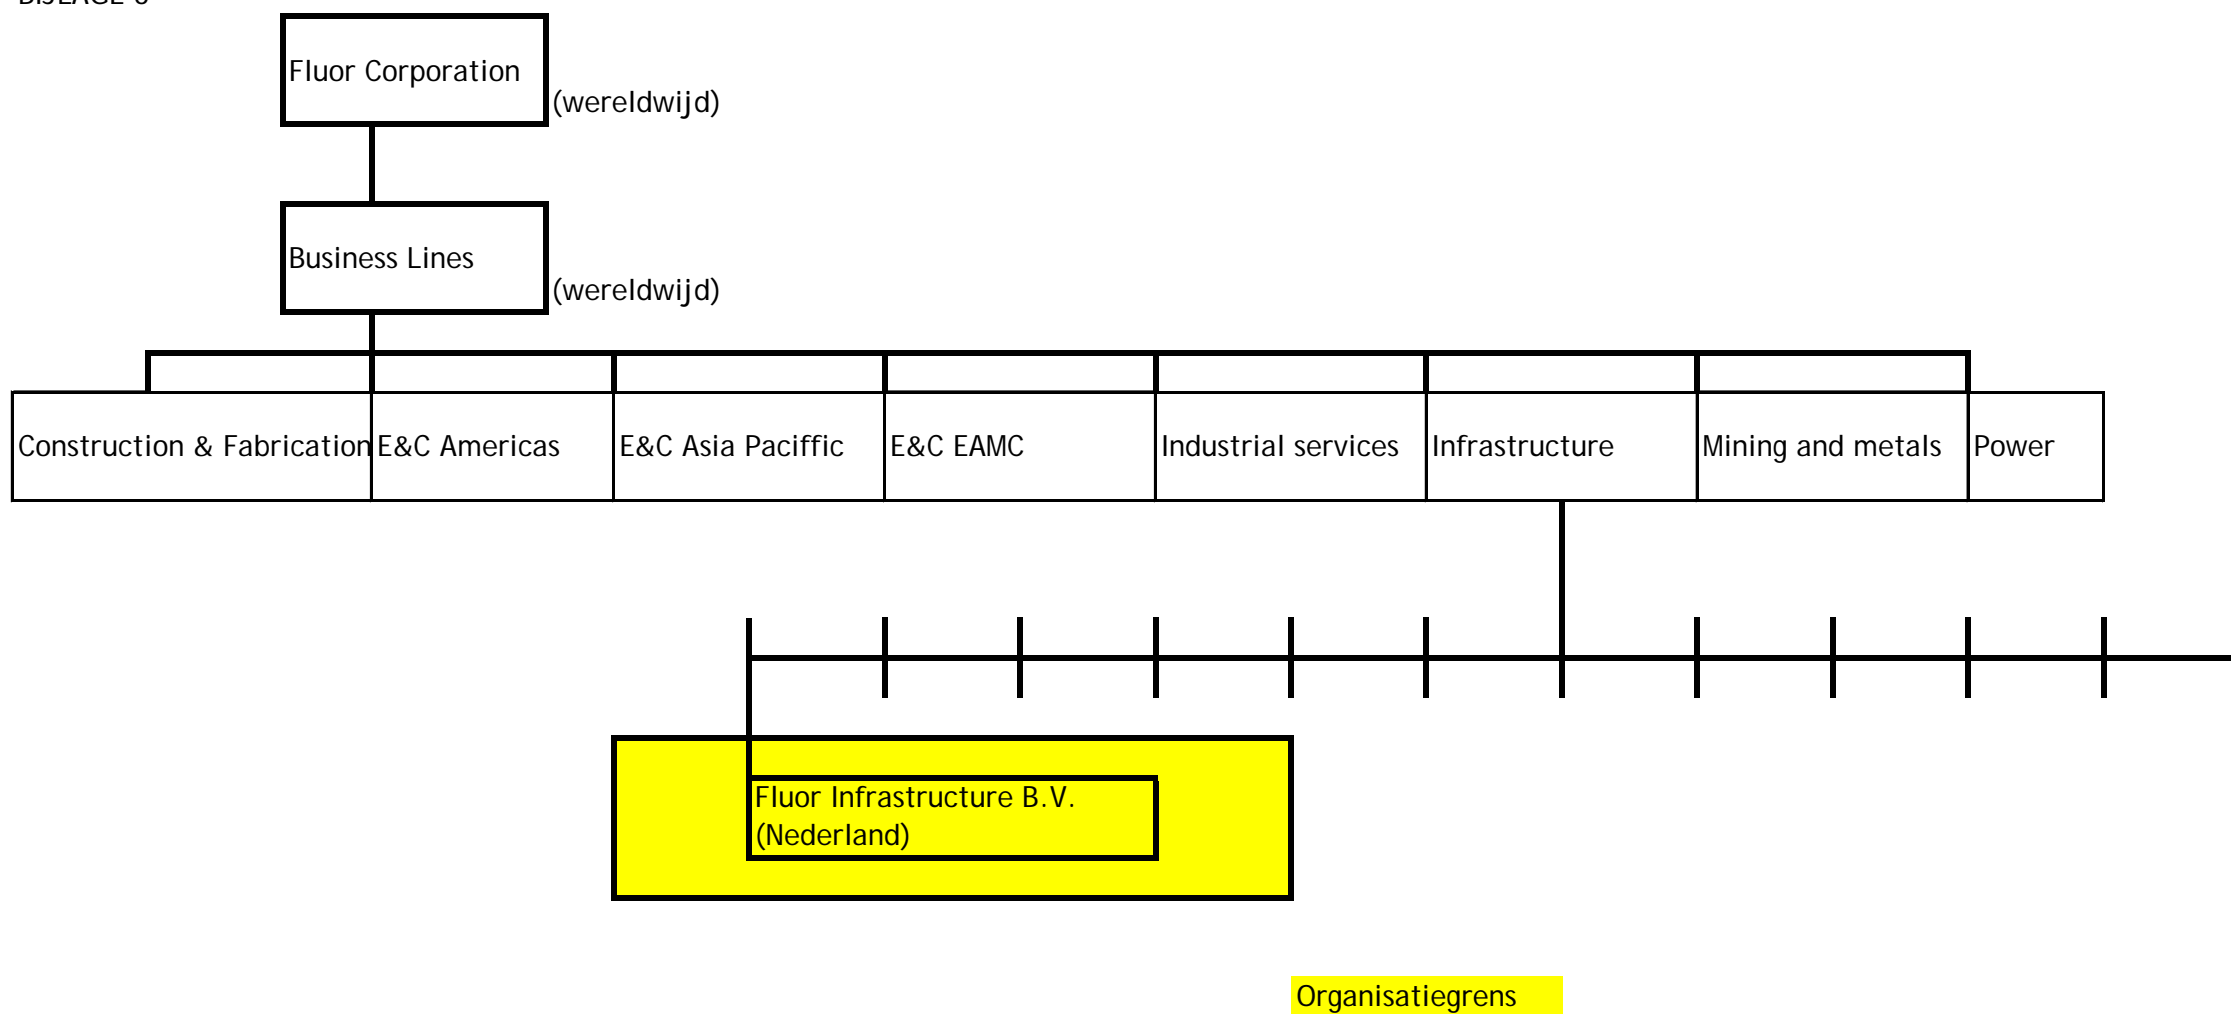 Fluor Corporation
(wereldwijd)
Business Lines
(wereldwijd)
Construction & Fabrication E&C Americas E&C Asia Paciffic E&C EAMC Industrial services Infrastructure Mining and metals Power
Fluor Infrastructure B.V.
(Nederland)
Organisatiegrens